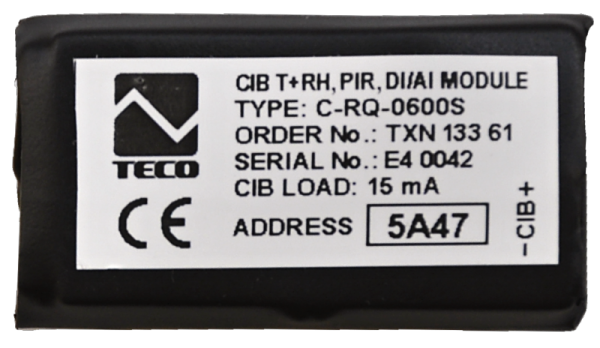 CIB T+RH, PIR, DI/AI MODULE
TYPE: C-RQ-0600S
ORDER No.: TXN 133 61
SERIAL No.: E4 0042
CIB LOAD: 15 mA
ADDRESS 5A47
TECO
CE
–CIB+